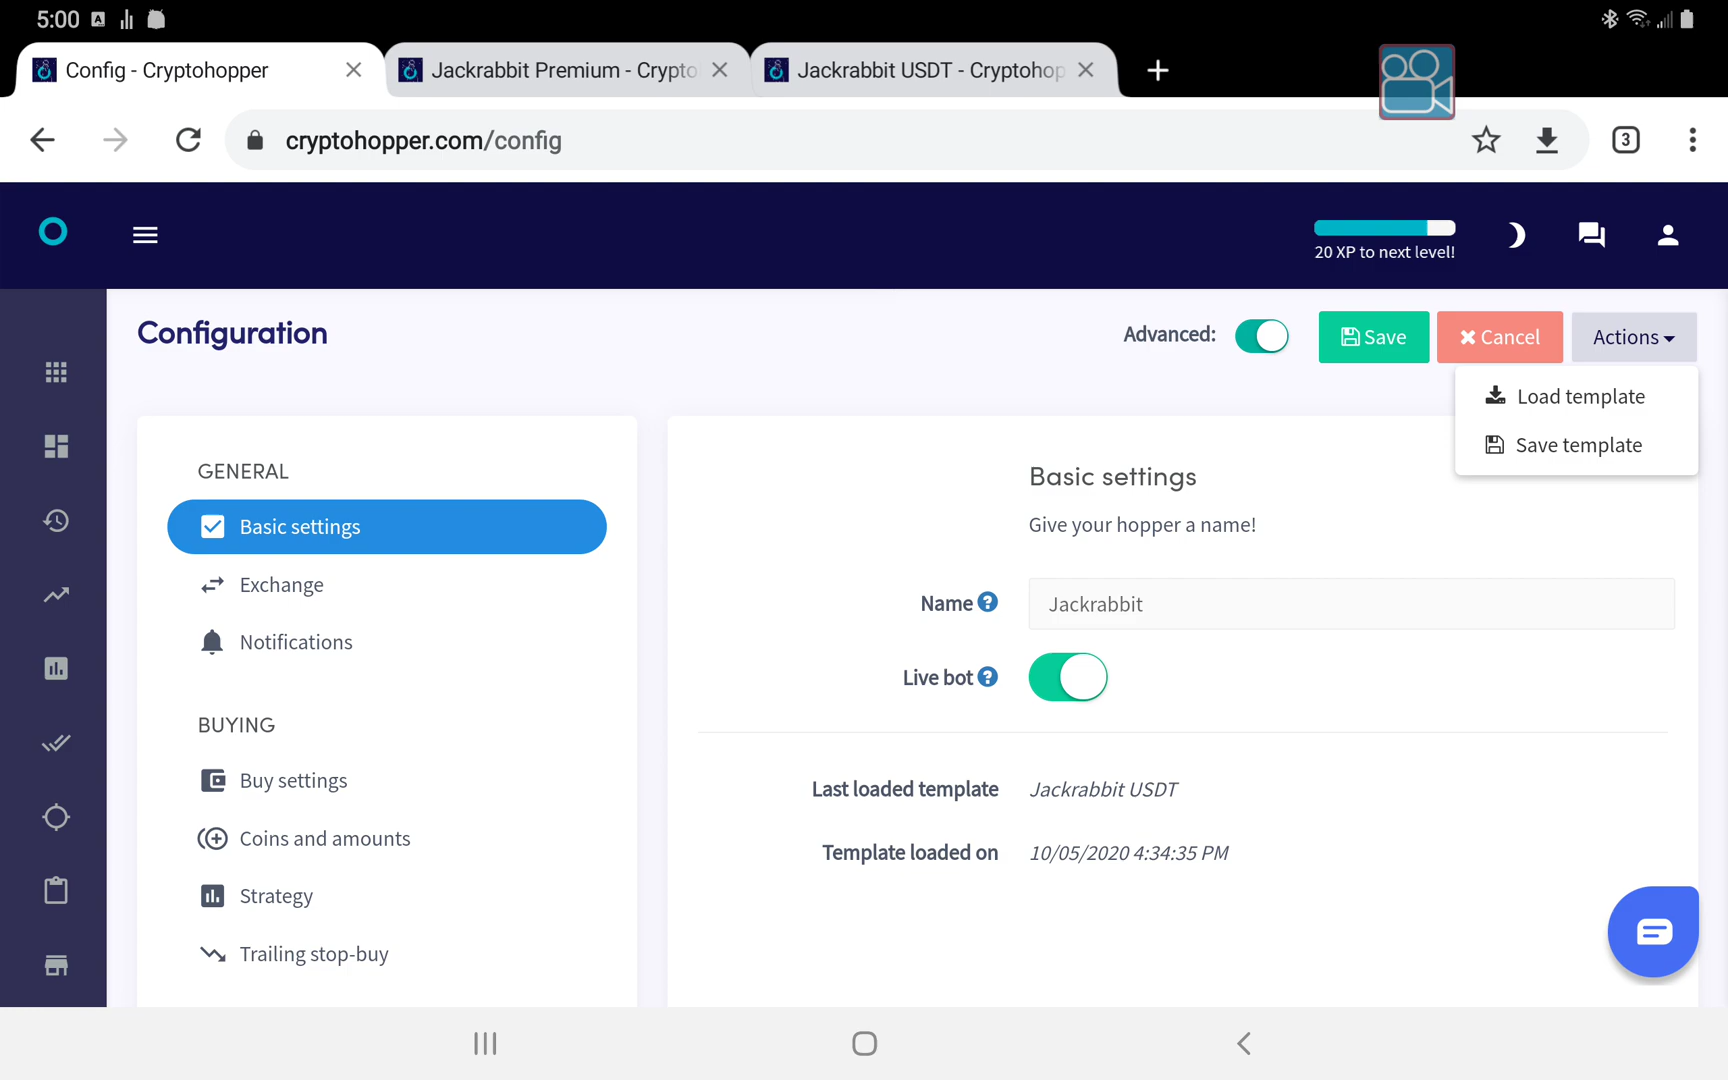 5:00
Config - Cryptohopper
Jackrabbit Premium - Crypto
Jackrabbit USDT - Cryptohop
cryptohopper.com/config
3
20 XP to next level!
Configuration
Advanced:
Save
Cancel
Actions
Load template
Save template
GENERAL
Basic settings
Exchange
Notifications
BUYING
Buy settings
Coins and amounts
Strategy
Trailing stop-buy
Basic settings
Give your hopper a name!
Name
Jackrabbit
Live bot
Last loaded template
Jackrabbit USDT
Template loaded on
10/05/2020 4:34:35 PM